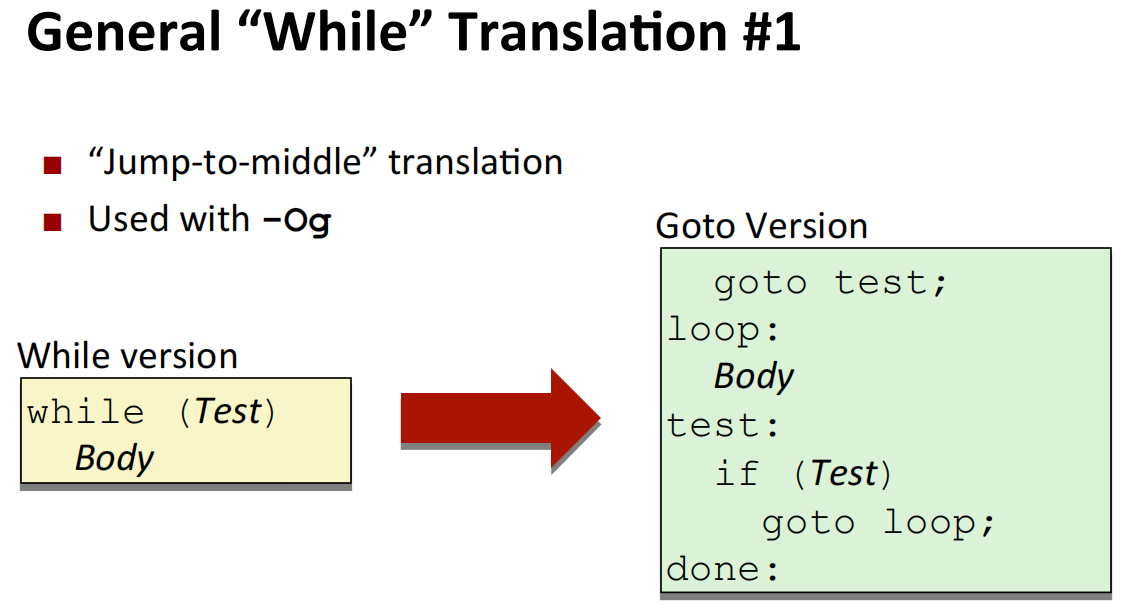 General “While” Translation #1
■ “Jump-to-middle” translation
■ Used with -Og
While version
while (Test)
Body
Goto Version
goto test;
loop:
Body
test:
if (Test)
goto loop;
done: